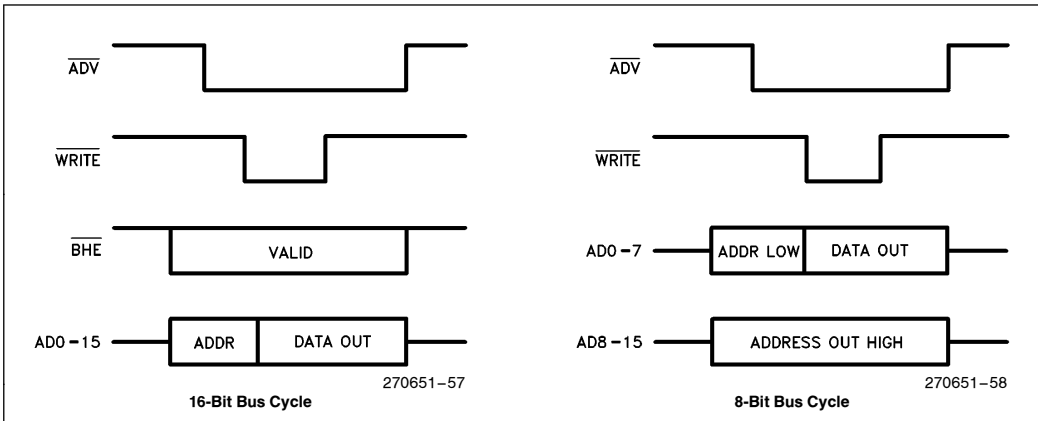 ADV
WRITE
BHE
VALID
AD0-15
ADDR
DATA OUT
270651-57
16-Bit Bus Cycle
ADV
WRITE
AD0-7
ADDR LOW
DATA OUT
AD8-15
ADDRESS OUT HIGH
270651-58
8-Bit Bus Cycle